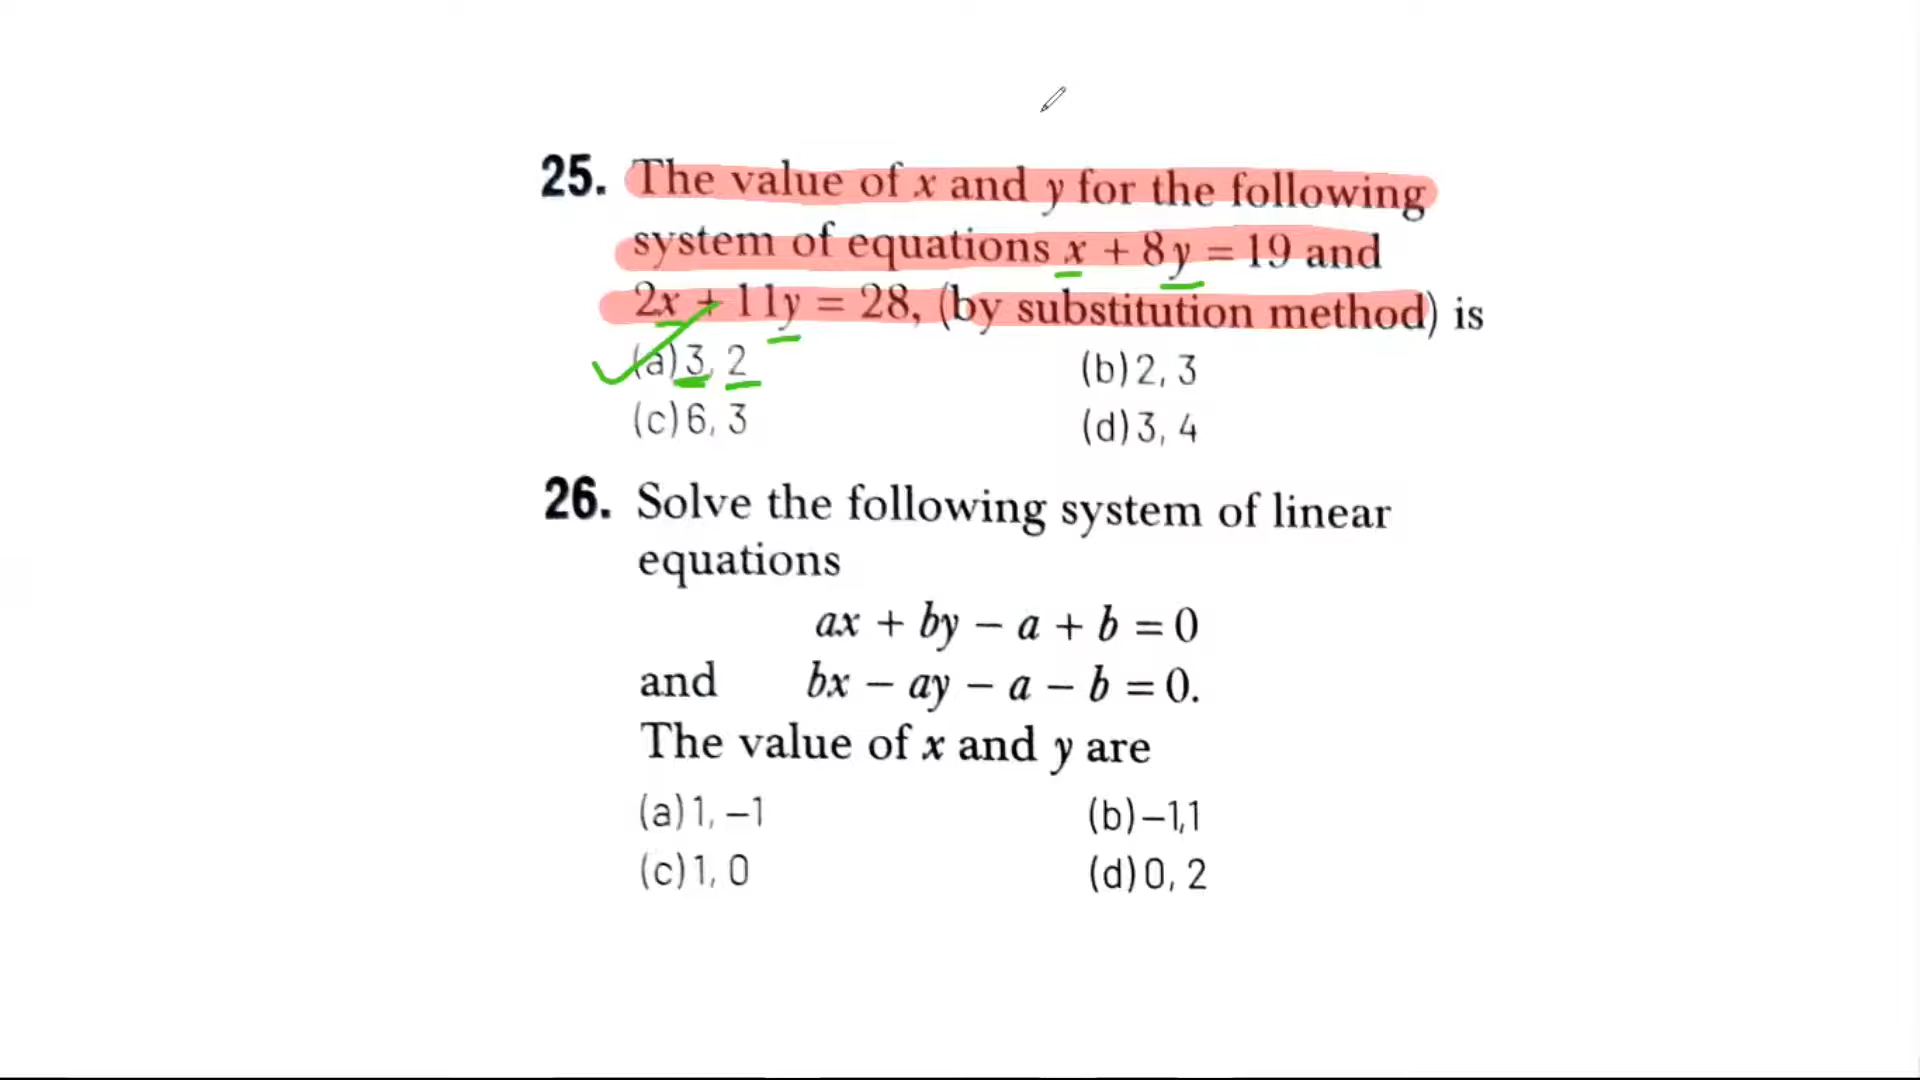 25. The value of x and y for the following
system of equations x + 8y = 19 and
2x + 11y = 28, (by substitution method) is
(a) 3, 2 (b) 2, 3
(c) 6, 3 (d) 3, 4
26. Solve the following system of linear
equations
ax + by − a + b = 0
and bx − ay − a − b = 0.
The value of x and y are
(a) 1, −1 (b) −1,1
(c) 1, 0 (d) 0, 2